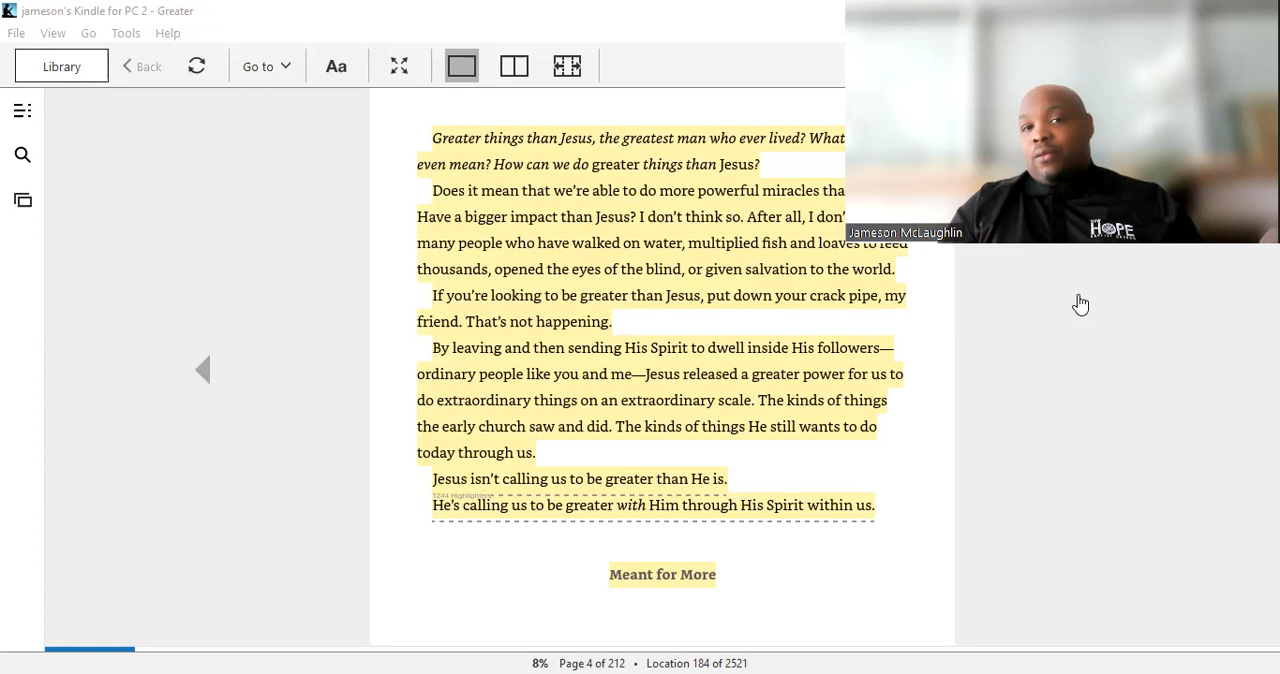 jameson's Kindle for PC 2 - Greater
File View Go Tools Help
Library Back Go to Aa
Greater things than Jesus, the greatest man who ever lived? What
even mean? How can we do greater things than Jesus?
Does it mean that we're able to do more powerful miracles tha
Have a bigger impact than Jesus? I don't think so. After all, I don'
many people who have walked on water, multiplied fish and loaves to feed
thousands, opened the eyes of the blind, or given salvation to the world.
If you're looking to be greater than Jesus, put down your crack pipe, my
friend. That's not happening.
By leaving and then sending His Spirit to dwell inside His followers—
ordinary people like you and me—Jesus released a greater power for us to
do extraordinary things on an extraordinary scale. The kinds of things
the early church saw and did. The kinds of things He still wants to do
today through us.
Jesus isn't calling us to be greater than He is.
1244 Highlighters
He's calling us to be greater with Him through His Spirit within us.
Meant for More
8% Page 4 of 212 • Location 184 of 2521
Jameson McLaughlin
HOPE